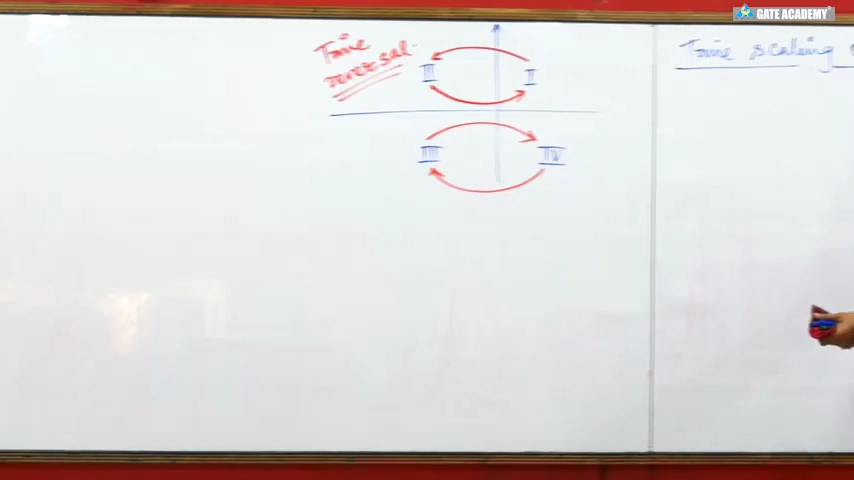 GATE ACADEMY
Time
reversal
II I
III IV
Time scaling